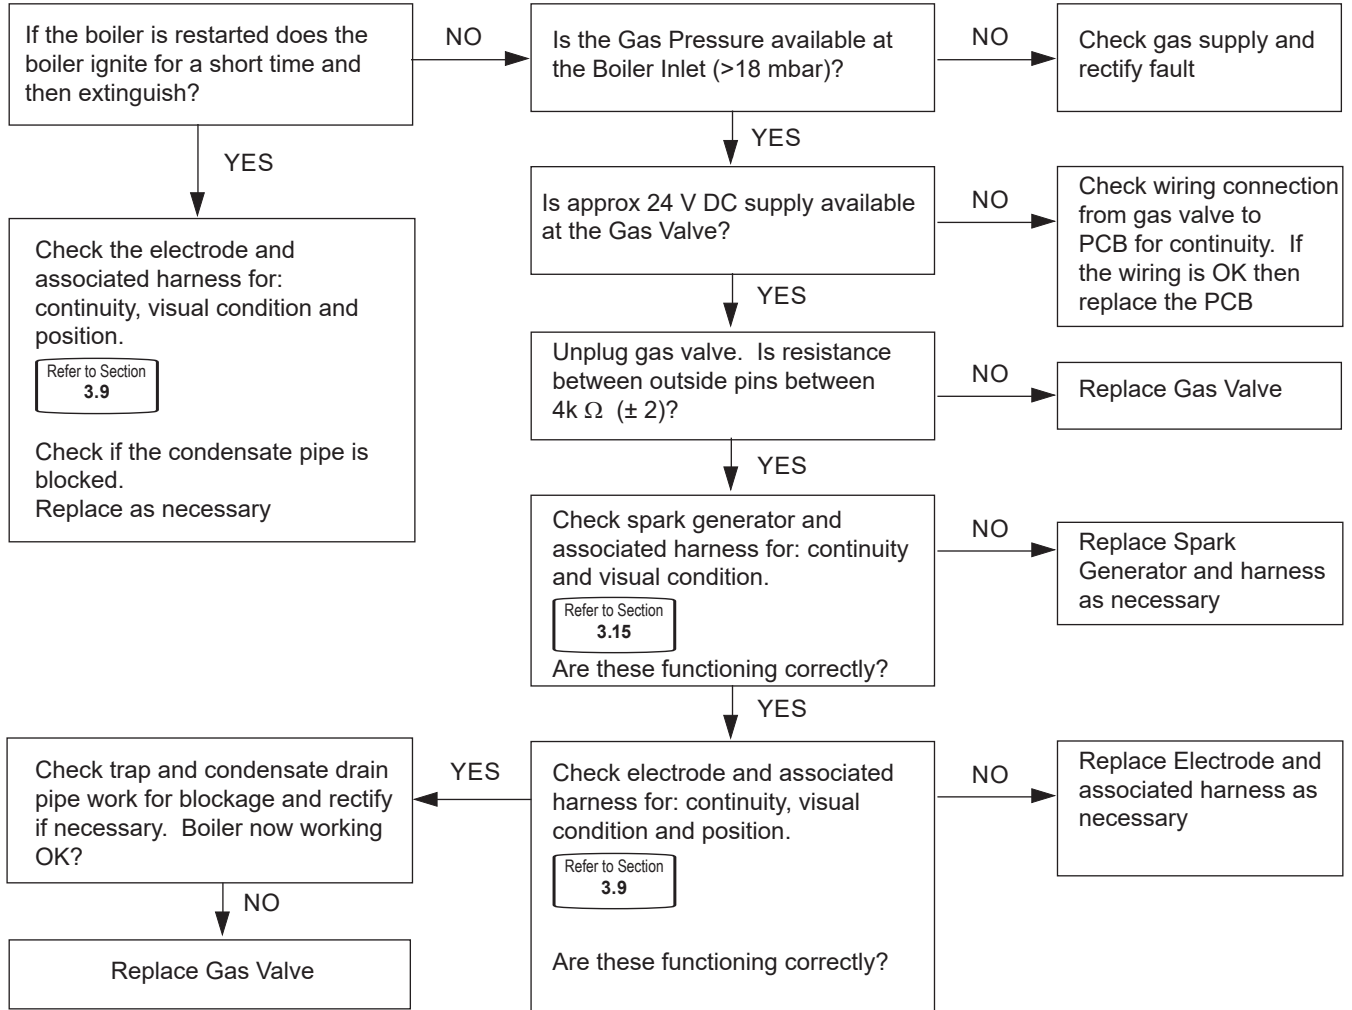 If the boiler is restarted does the
boiler ignite for a short time and
then extinguish?
NO
Is the Gas Pressure available at
the Boiler Inlet (>18 mbar)?
NO
Check gas supply and
rectify fault
YES
YES
Check the electrode and
associated harness for:
continuity, visual condition and
position.
Refer to Section
3.9
Check if the condensate pipe is
blocked.
Replace as necessary
Is approx 24 V DC supply available
at the Gas Valve?
NO
Check wiring connection
from gas valve to
PCB for continuity.  If
the wiring is OK then
replace the PCB
YES
Unplug gas valve.  Is resistance
between outside pins between
4k Ω  (± 2)?
NO
Replace Gas Valve
YES
Check spark generator and
associated harness for: continuity
and visual condition.
Refer to Section
3.15
Are these functioning correctly?
NO
Replace Spark
Generator and harness
as necessary
YES
Check electrode and associated
harness for: continuity, visual
condition and position.
Refer to Section
3.9
Are these functioning correctly?
NO
Replace Electrode and
associated harness as
necessary
YES
Check trap and condensate drain
pipe work for blockage and rectify
if necessary.  Boiler now working
OK?
NO
Replace Gas Valve